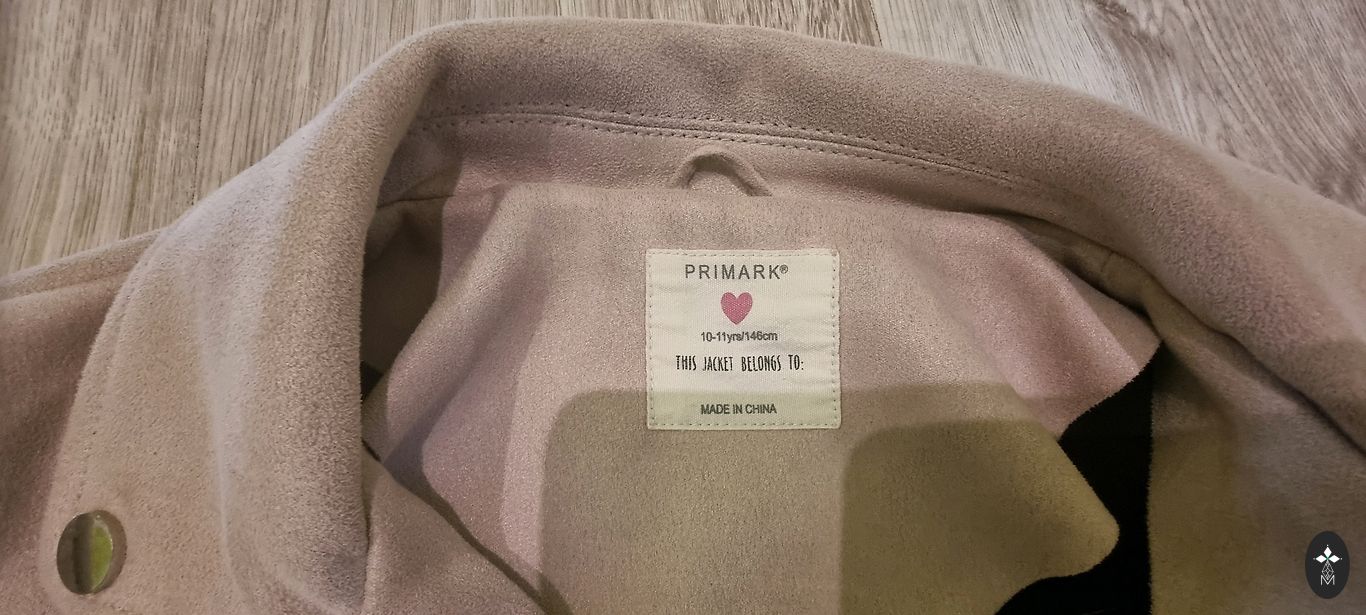 PRIMARK®
10-11yrs/146cm
THIS JACKET BELONGS TO:
MADE IN CHINA
M